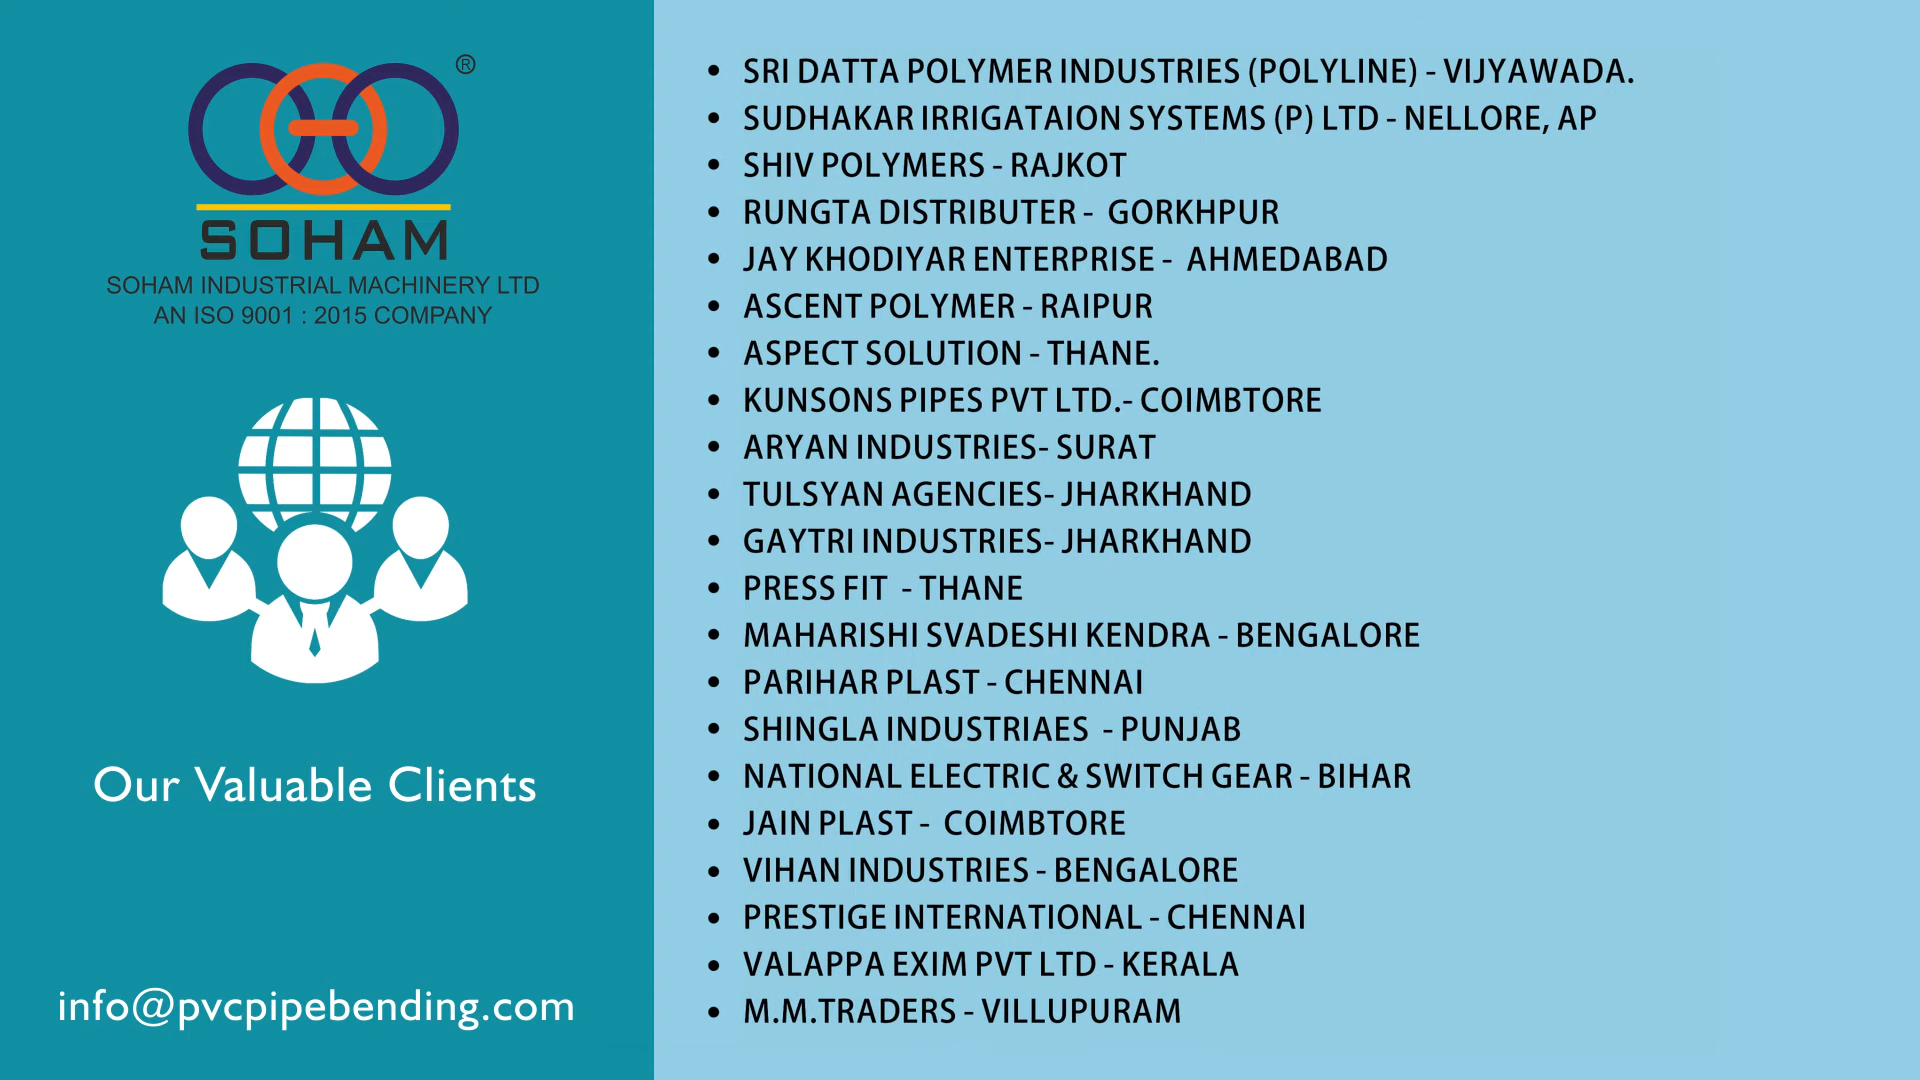 ®
SOHAM
SOHAM INDUSTRIAL MACHINERY LTD
AN ISO 9001 : 2015 COMPANY
Our Valuable Clients
info@pvcpipebending.com
• SRI DATTA POLYMER INDUSTRIES (POLYLINE) - VIJYAWADA.
• SUDHAKAR IRRIGATAION SYSTEMS (P) LTD - NELLORE, AP
• SHIV POLYMERS - RAJKOT
• RUNGTA DISTRIBUTER - GORKHPUR
• JAY KHODIYAR ENTERPRISE - AHMEDABAD
• ASCENT POLYMER - RAIPUR
• ASPECT SOLUTION - THANE.
• KUNSONS PIPES PVT LTD.- COIMBTORE
• ARYAN INDUSTRIES- SURAT
• TULSYAN AGENCIES- JHARKHAND
• GAYTRI INDUSTRIES- JHARKHAND
• PRESS FIT - THANE
• MAHARISHI SVADESHI KENDRA - BENGALORE
• PARIHAR PLAST - CHENNAI
• SHINGLA INDUSTRIAES - PUNJAB
• NATIONAL ELECTRIC & SWITCH GEAR - BIHAR
• JAIN PLAST - COIMBTORE
• VIHAN INDUSTRIES - BENGALORE
• PRESTIGE INTERNATIONAL - CHENNAI
• VALAPPA EXIM PVT LTD - KERALA
• M.M.TRADERS - VILLUPURAM